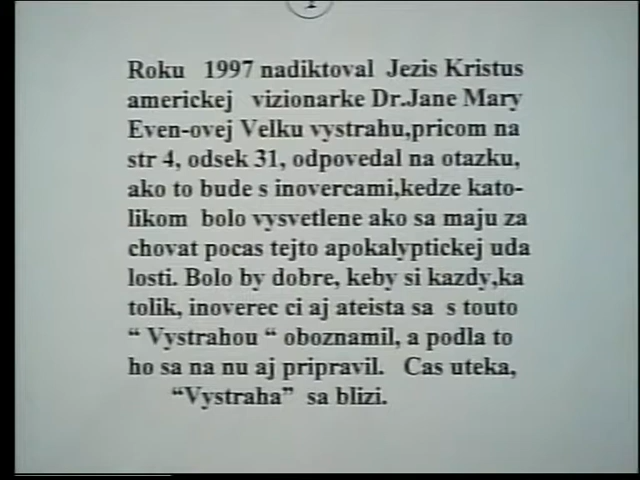 Roku 1997 nadiktoval Jezis Kristus
americkej vizionarke Dr.Jane Mary
Even-ovej Velku vystrahu,pricom na
str 4, odsek 31, odpovedal na otazku,
ako to bude s inovercami,kedze kato-
likom bolo vysvetlene ako sa maju za
chovat pocas tejto apokalyptickej uda
losti. Bolo by dobre, keby si kazdy,ka
tolik, inoverec ci aj ateista sa s touto
“ Vystrahou “ oboznamil, a podla to
ho sa na nu aj pripravil. Cas uteka,
“Vystraha” sa blizi.